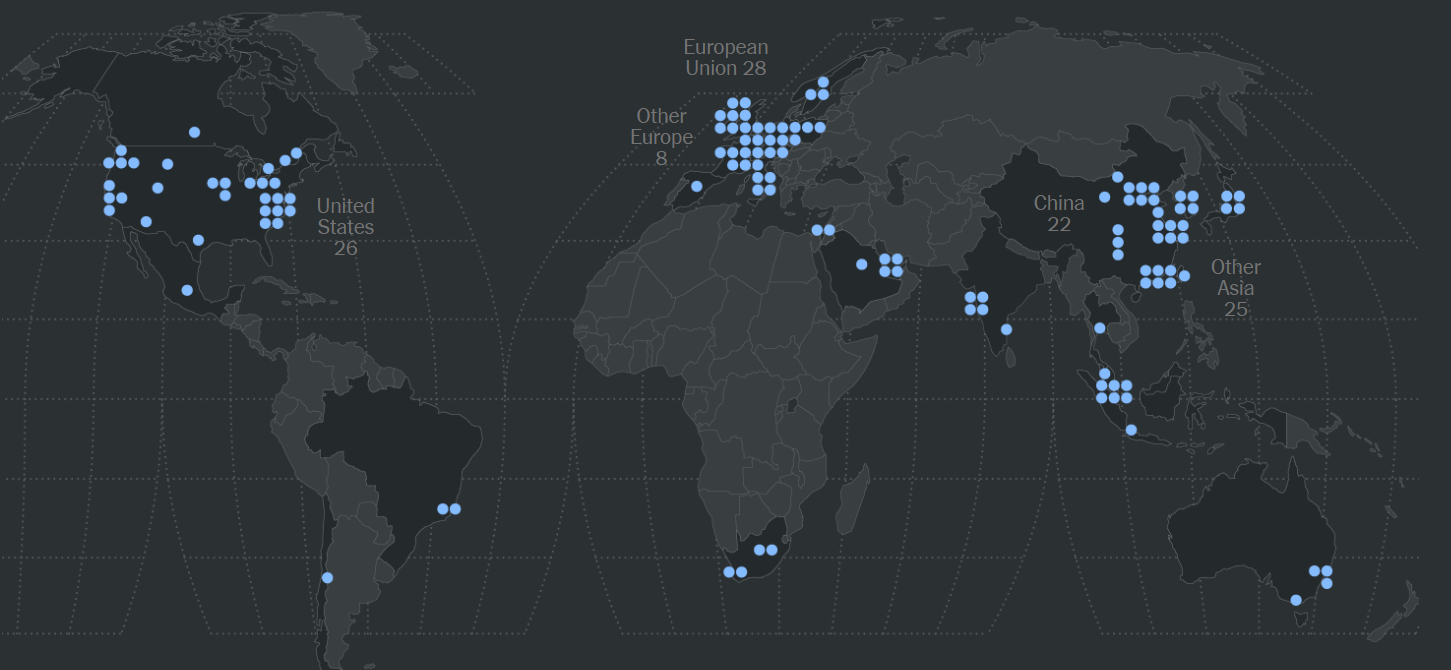 European
Union 28
Other
Europe
8
United
States
26
China
22
Other
Asia
25